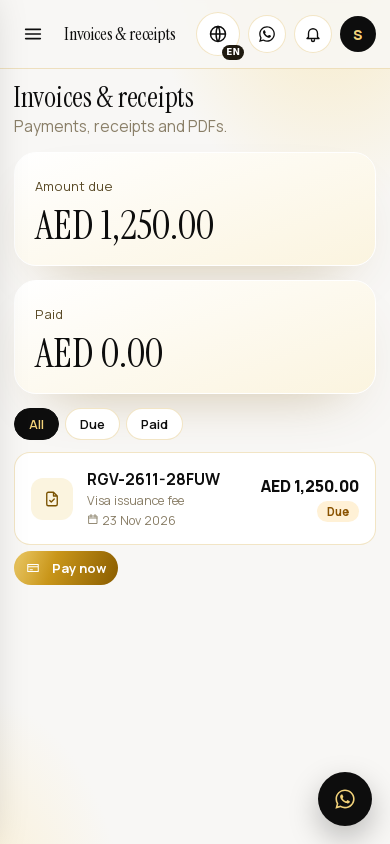 Invoices & receipts
EN
S
Invoices & receipts
Payments, receipts and PDFs.
Amount due
AED 1,250.00
Paid
AED 0.00
All
Due
Paid
RGV-2611-28FUW
Visa issuance fee
23 Nov 2026
AED 1,250.00
Due
Pay now